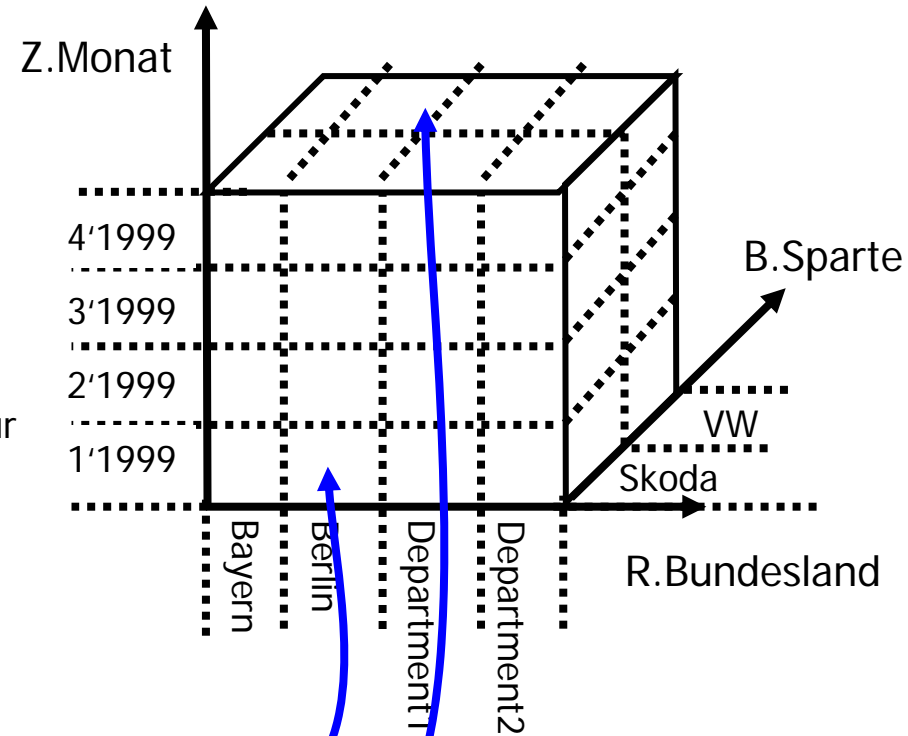 Z.Monat
4‘1999
3‘1999
2‘1999
1‘1999
B.Sparte
VW
Skoda
R.Bundesland
Bayern
Berlin
Department1
Department2